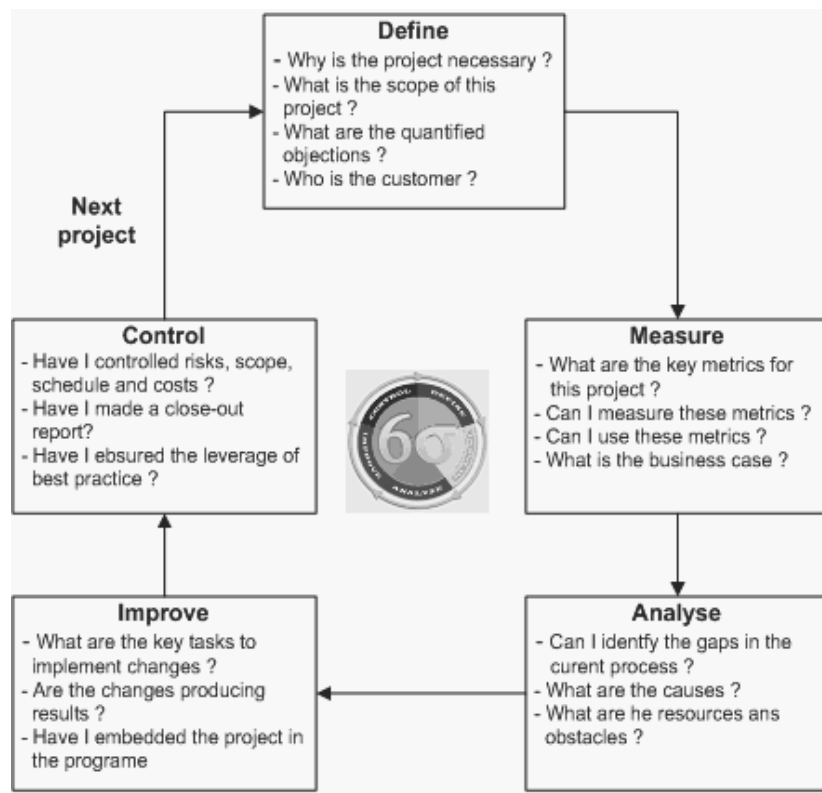 Define
- Why is the project necessary ?
- What is the scope of this
project ?
- What are the quantified
objections ?
- Who is the customer ?
Next
project
Control
- Have I controlled risks, scope,
schedule and costs ?
- Have I made a close-out
report?
- Have I ebsured the leverage of
best practice ?
Measure
- What are the key metrics for
this project ?
- Can I measure these metrics ?
- Can I use these metrics ?
- What is the business case ?
CONTROL
DEFINE
6σ
IMPROVE
ANALYZE
Improve
- What are the key tasks to
implement changes ?
- Are the changes producing
results ?
- Have I embedded the project in
the programe
Analyse
- Can I identfy the gaps in the
curent process ?
- What are the causes ?
- What are he resources ans
obstacles ?